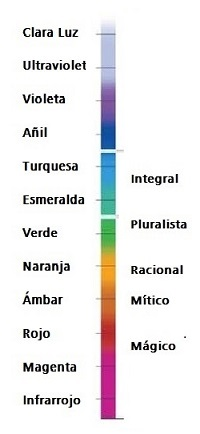 Clara Luz
Ultraviolet
Violeta
Añil
Turquesa
Integral
Esmeralda
Pluralista
Verde
Naranja
Racional
Ámbar
Mítico
Rojo
Mágico
Magenta
Infrarrojo